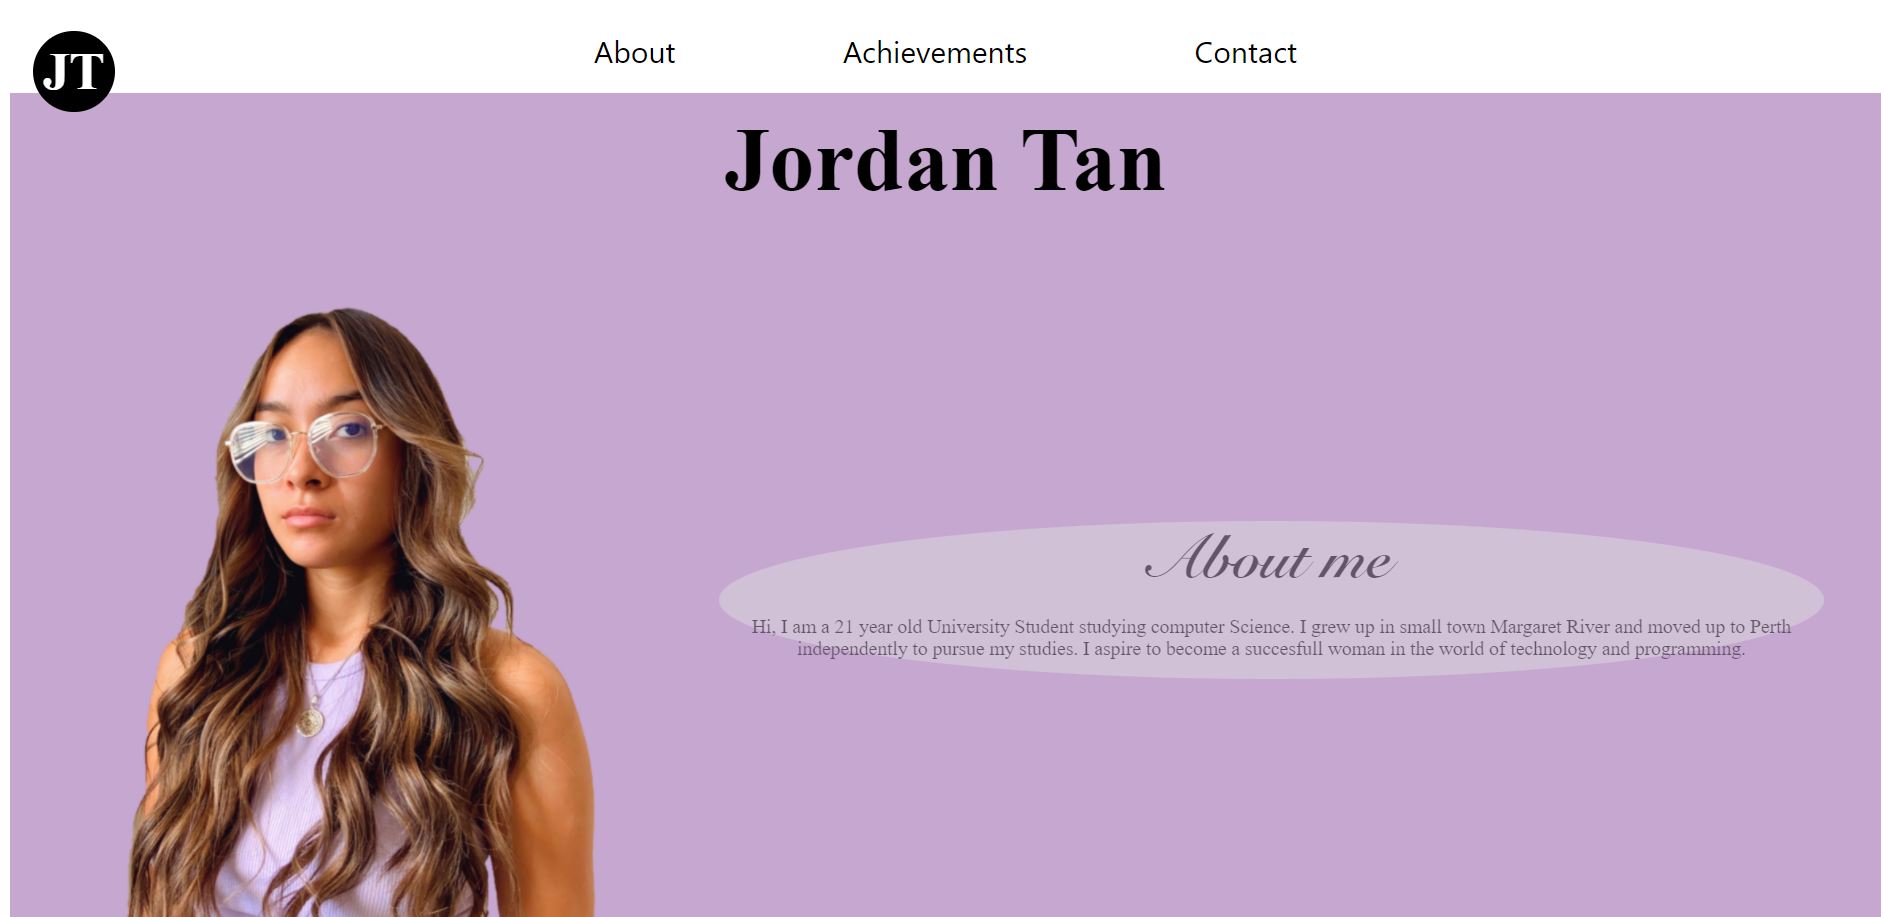 JT
About Achievements Contact
Jordan Tan
About me
Hi, I am a 21 year old University Student studying computer Science. I grew up in small town Margaret River and moved up to Perth
independently to pursue my studies. I aspire to become a succesfull woman in the world of technology and programming.